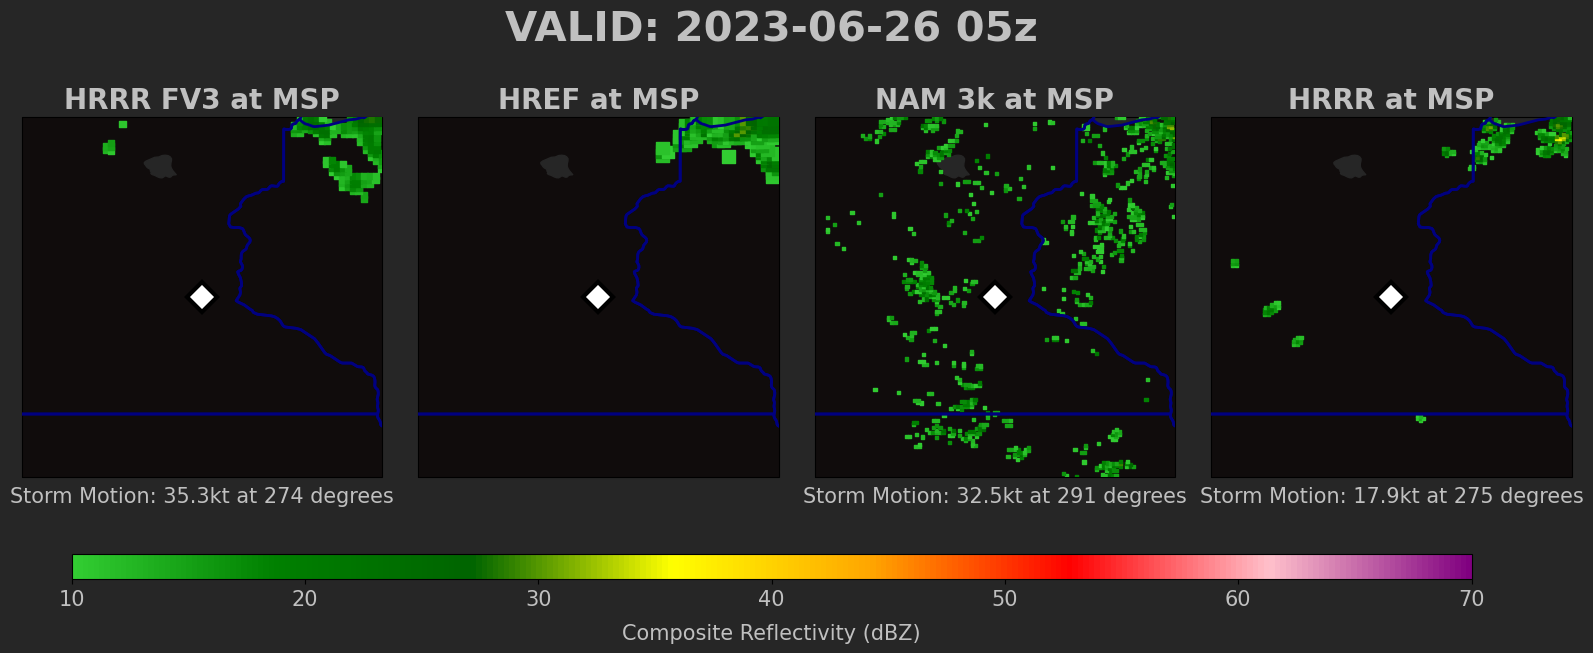 VALID: 2023-06-26 05z
HRRR FV3 at MSP
HREF at MSP
NAM 3k at MSP
HRRR at MSP
Storm Motion: 35.3kt at 274 degrees
Storm Motion: 32.5kt at 291 degrees
Storm Motion: 17.9kt at 275 degrees
10 20 30 40 50 60 70
Composite Reflectivity (dBZ)